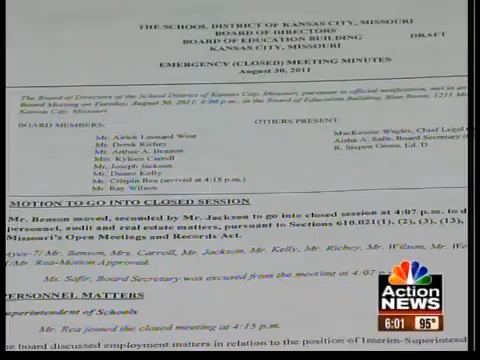 THE SCHOOL DISTRICT OF KANSAS CITY, MISSOURI
BOARD OF DIRECTORS
BOARD OF EDUCATION BUILDING
KANSAS CITY, MISSOURI
DRAFT
EMERGENCY (CLOSED) MEETING MINUTES
August 30, 2011
The Board of Directors of the School District of Kansas City, Missouri, pursuant to official notification, met in an
Board Meeting on Tuesday, August 30, 2011, 4:00 p.m., in the Board of Education Building, Blue Room, 1211
Kansas City, Missouri.
BOARD MEMBERS:
Mr. Airick Leonard West
Mr. Derek Richey
Mr. Arthur A. Benson
Mrs. Kyleen Carroll
Mr. Joseph Jackson
Mr. Duane Kelly
Mr. Crispin Rea (arrived at 4:15 p.m.)
Mr. Ray Wilson
OTHERS PRESENT:
MacKenzie Chief Legal
Aisha A. Safir, Board Secretary
R. Green, Ed. D
MOTION TO GO INTO CLOSED SESSION
Mr. Benson moved, seconded by Mr. Jackson to go into closed session at 4:07 p.m. to d
personnel, audit and real estate matters, pursuant to Sections 610.021(1), (2), (3), (13),
Missouri's Open Meetings and Records Act.
Ayes-7/ Mr. Benson, Mrs. Carroll, Mr. Jackson, Mr. Kelly, Mr. Richey, Mr. Wilson, Mr. We
Mr. Rea-Motion Approved.
Ms. Safir, Board Secretary was excused from the meeting at 4:07 p
PERSONNEL MATTERS
Superintendent of Schools
Mr. Rea joined the closed meeting at 4:15 p.m.
he board discussed employment matters in relation to the position of Interim-Superintend
Action
NEWS
6:01 95°